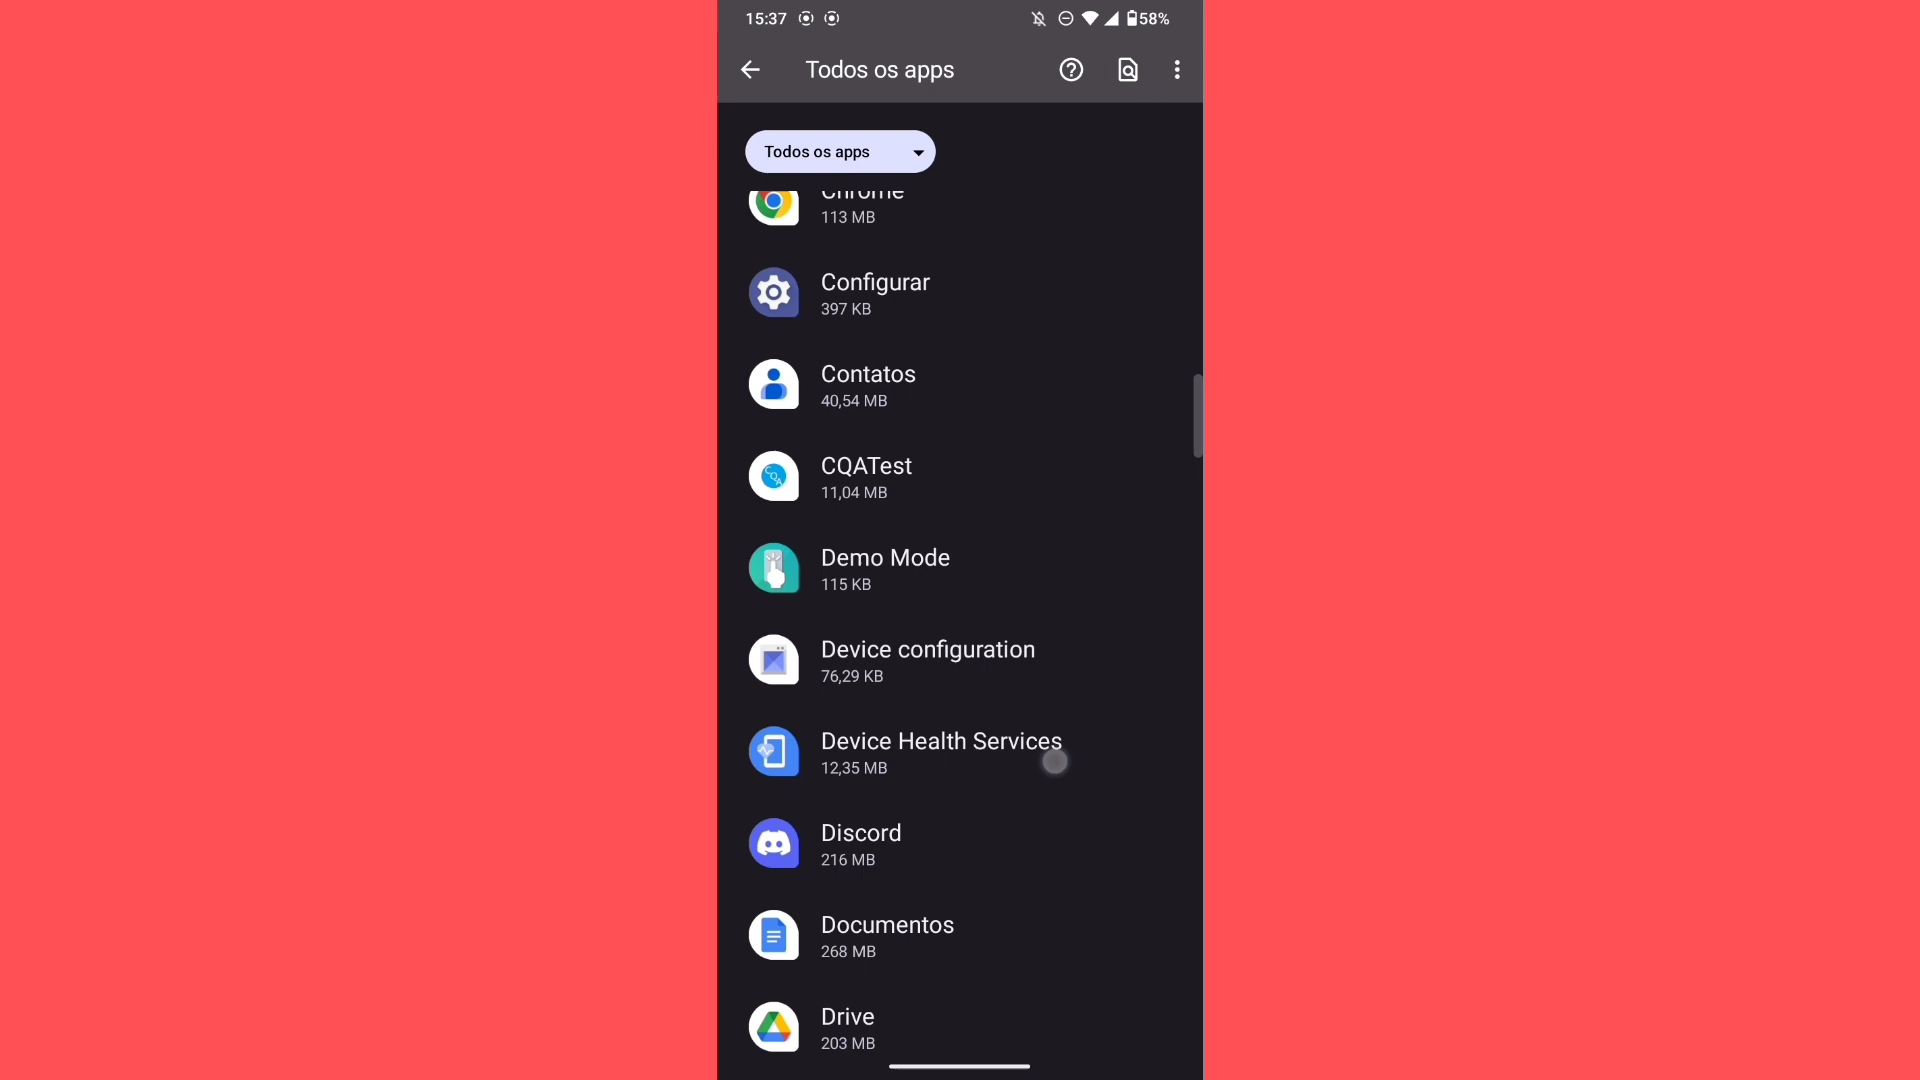 15:37
58%
Todos os apps
Todos os apps
Chrome
113 MB
Configurar
397 KB
Contatos
40,54 MB
CQATest
11,04 MB
Demo Mode
115 KB
Device configuration
76,29 KB
Device Health Services
12,35 MB
Discord
216 MB
Documentos
268 MB
Drive
203 MB